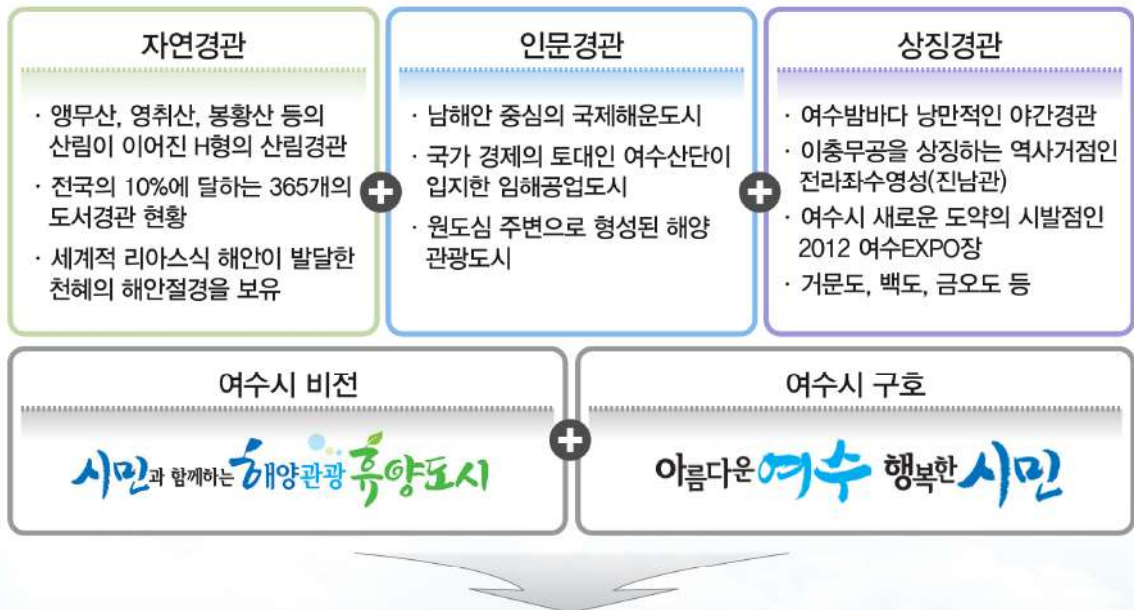 자연경관
· 앵무산, 영취산, 봉황산 등의
산림이 이어진 H형의 산림경관
· 전국의 10%에 달하는 365개의
도서경관 현황
· 세계적 리아스식 해안이 발달한
천혜의 해안절경을 보유
인문경관
· 남해안 중심의 국제해운도시
· 국가 경제의 토대인 여수산단이
입지한 임해공업도시
· 원도심 주변으로 형성된 해양
관광도시
상징경관
· 여수밤바다 낭만적인 야간경관
· 이충무공을 상징하는 역사거점인
전라좌수영성(진남관)
· 여수시 새로운 도약의 시발점인
2012 여수EXPO장
· 거문도, 백도, 금오도 등
여수시 비전
시민과 함께하는 해양관광 휴양도시
여수시 구호
아름다운 여수 행복한 시민